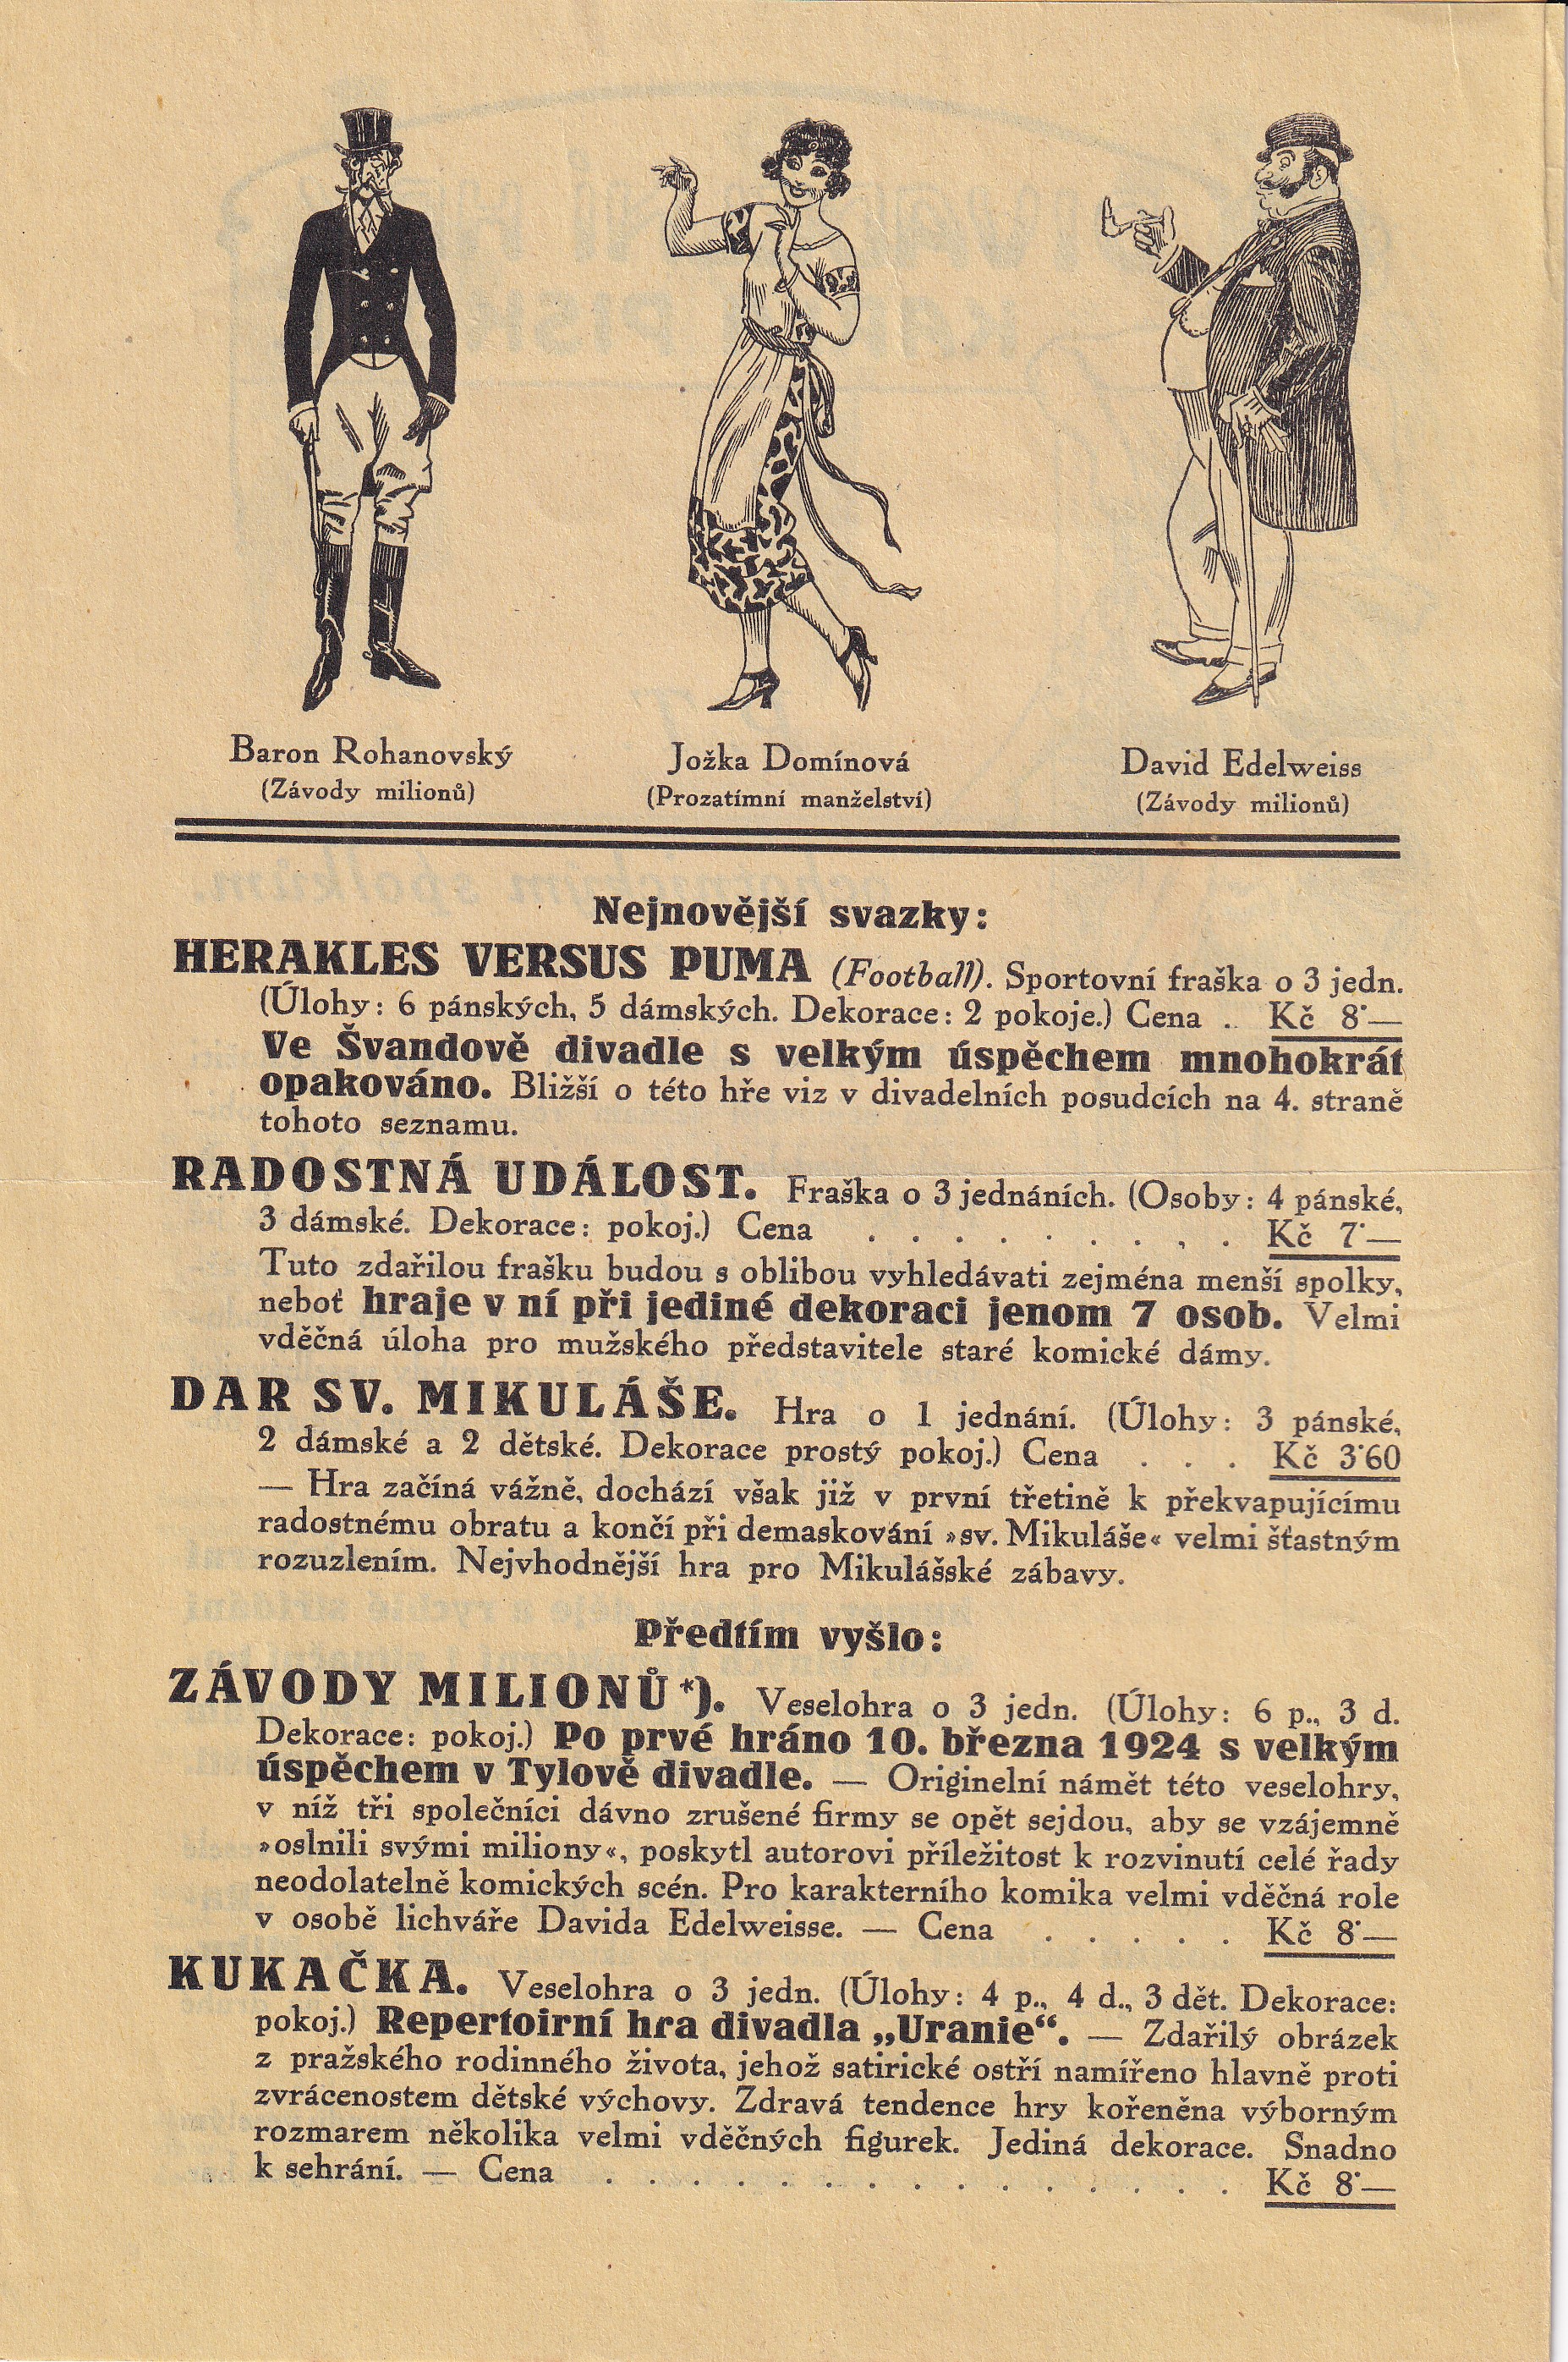 Baron Rohanovský
(Závody milionů)
Jožka Domínová
(Prozatímní manželství)
David Edelweiss
(Závody milionů)
Nejnovější svazky:
HERAKLES VERSUS PUMA (Football). Sportovní fraška o 3 jedn.
(Úlohy: 6 pánských, 5 dámských. Dekorace: 2 pokoje.) Cena . . Kč 8·—
Ve Švandově divadle s velkým úspěchem mnohokrát
opakováno. Bližší o této hře viz v divadelních posudcích na 4. straně
tohoto seznamu.
RADOSTNÁ UDÁLOST. Fraška o 3 jednáních. (Osoby: 4 pánské,
3 dámské. Dekorace: pokoj.) Cena . . . . . . . . . Kč 7·—
Tuto zdařilou frašku budou s oblibou vyhledávati zejména menší spolky,
neboť hraje v ní při jediné dekoraci jenom 7 osob. Velmi
vděčná úloha pro mužského představitele staré komické dámy.
DAR SV. MIKULÁŠE. Hra o 1 jednání. (Úlohy: 3 pánské,
2 dámské a 2 dětské. Dekorace prostý pokoj.) Cena . . . Kč 3·60
— Hra začíná vážně, dochází však již v první třetině k překvapujícímu
radostnému obratu a končí při demaskování »sv. Mikuláše« velmi šťastným
rozuzlením. Nejvhodnější hra pro Mikulášské zábavy.
Předtím vyšlo:
ZÁVODY MILIONŮ*). Veselohra o 3 jedn. (Úlohy: 6 p., 3 d.
Dekorace: pokoj.) Po prvé hráno 10. března 1924 s velkým
úspěchem v Tylově divadle. — Originelní námět této veselohry,
v níž tři společníci dávno zrušené firmy se opět sejdou, aby se vzájemně
»oslnili svými miliony«, poskytl autorovi příležitost k rozvinutí celé řady
neodolatelně komických scén. Pro karakterního komika velmi vděčná role
v osobě lichváře Davida Edelweisse. — Cena . . . . . Kč 8·—
KUKAČKA. Veselohra o 3 jedn. (Úlohy: 4 p., 4 d., 3 dět. Dekorace:
pokoj.) Repertoirní hra divadla „Uranie“. — Zdařilý obrázek
z pražského rodinného života, jehož satirické ostří namířeno hlavně proti
zvrácenostem dětské výchovy. Zdravá tendence hry kořeněna výborným
rozmarem několika velmi vděčných figurek. Jediná dekorace. Snadno
k sehrání. — Cena . . . . . . . . . . . . . . . Kč 8·—